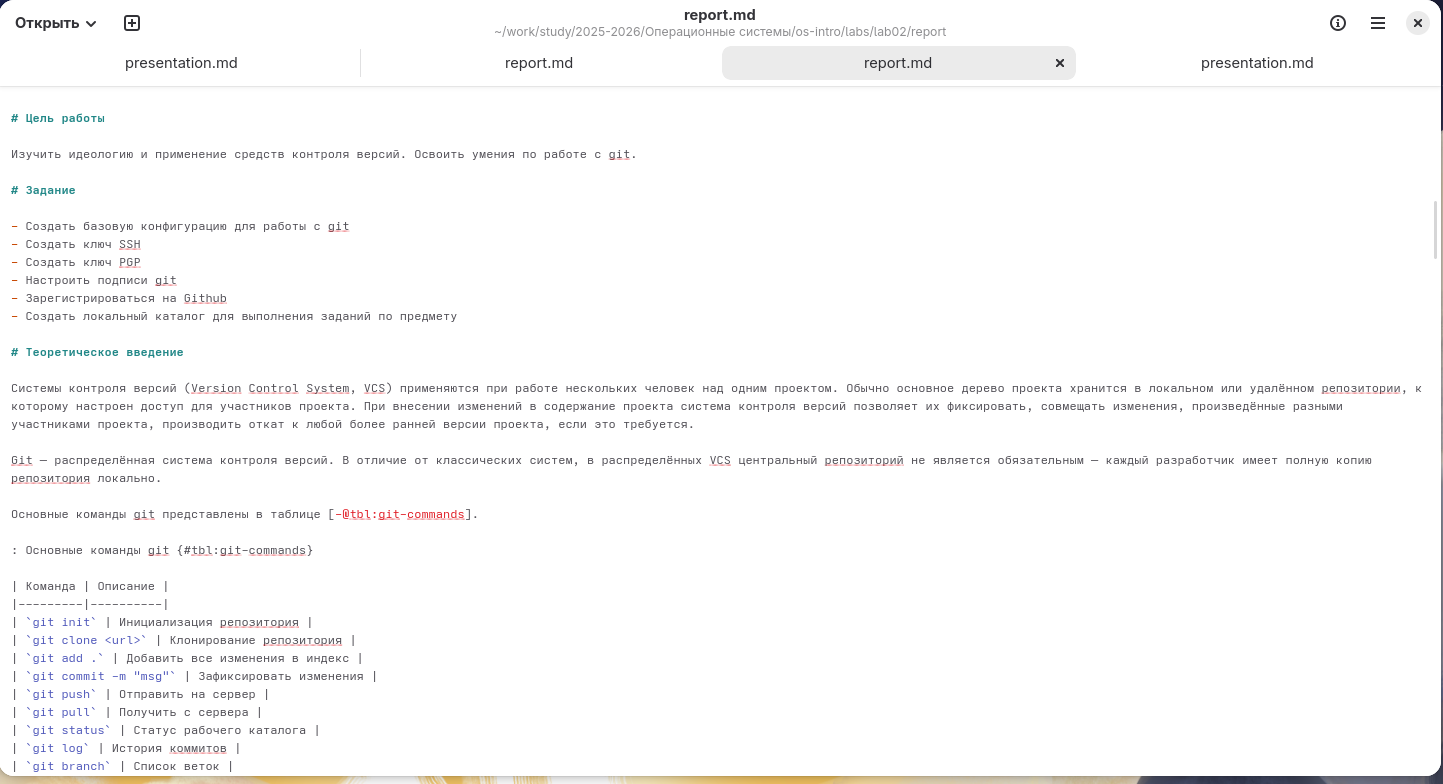 Открыть
report.md
~/work/study/2025-2026/Операционные системы/os-intro/labs/lab02/report
presentation.md
report.md
report.md
presentation.md
# Цель работы
Изучить идеологию и применение средств контроля версий. Освоить умения по работе с git.
# Задание
- Создать базовую конфигурацию для работы с git
- Создать ключ SSH
- Создать ключ PGP
- Настроить подписи git
- Зарегистрироваться на Github
- Создать локальный каталог для выполнения заданий по предмету
# Теоретическое введение
Системы контроля версий (Version Control System, VCS) применяются при работе нескольких человек над одним проектом. Обычно основное дерево проекта хранится в локальном или удалённом репозитории, к
которому настроен доступ для участников проекта. При внесении изменений в содержание проекта система контроля версий позволяет их фиксировать, совмещать изменения, произведённые разными
участниками проекта, производить откат к любой более ранней версии проекта, если это требуется.
Git — распределённая система контроля версий. В отличие от классических систем, в распределённых VCS центральный репозиторий не является обязательным — каждый разработчик имеет полную копию
репозитория локально.
Основные команды git представлены в таблице [-@tbl:git-commands].
: Основные команды git {#tbl:git-commands}
| Команда | Описание |
|---------|----------|
| `git init` | Инициализация репозитория |
| `git clone <url>` | Клонирование репозитория |
| `git add .` | Добавить все изменения в индекс |
| `git commit -m "msg"` | Зафиксировать изменения |
| `git push` | Отправить на сервер |
| `git pull` | Получить с сервера |
| `git status` | Статус рабочего каталога |
| `git log` | История коммитов |
| `git branch` | Список веток |